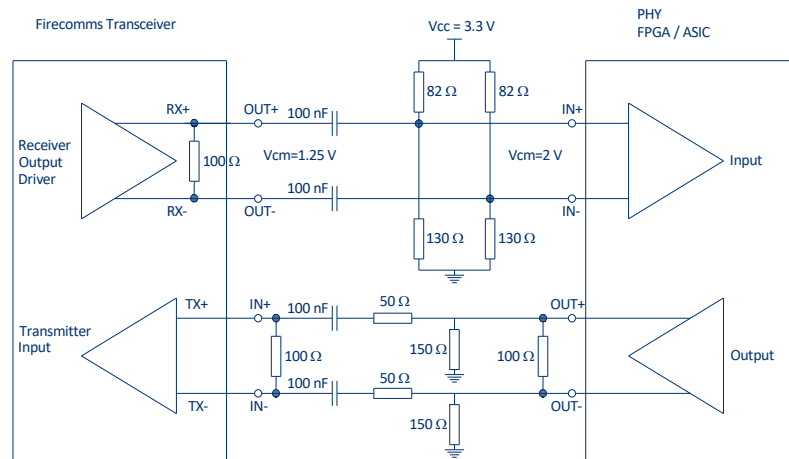 Firecomms Transceiver
Vcc = 3.3 V
PHY
FPGA / ASIC
82 Ω
82 Ω
RX+
OUT+
100 nF
IN+
Receiver
Output
Driver
100 Ω
Vcm=1.25 V
Vcm=2 V
Input
100 nF
RX-
OUT-
IN-
130 Ω
130 Ω
TX+
IN+
100 nF
50 Ω
OUT+
Transmitter
Input
100 Ω
150 Ω
100 Ω
Output
100 nF
50 Ω
TX-
IN-
OUT-
150 Ω